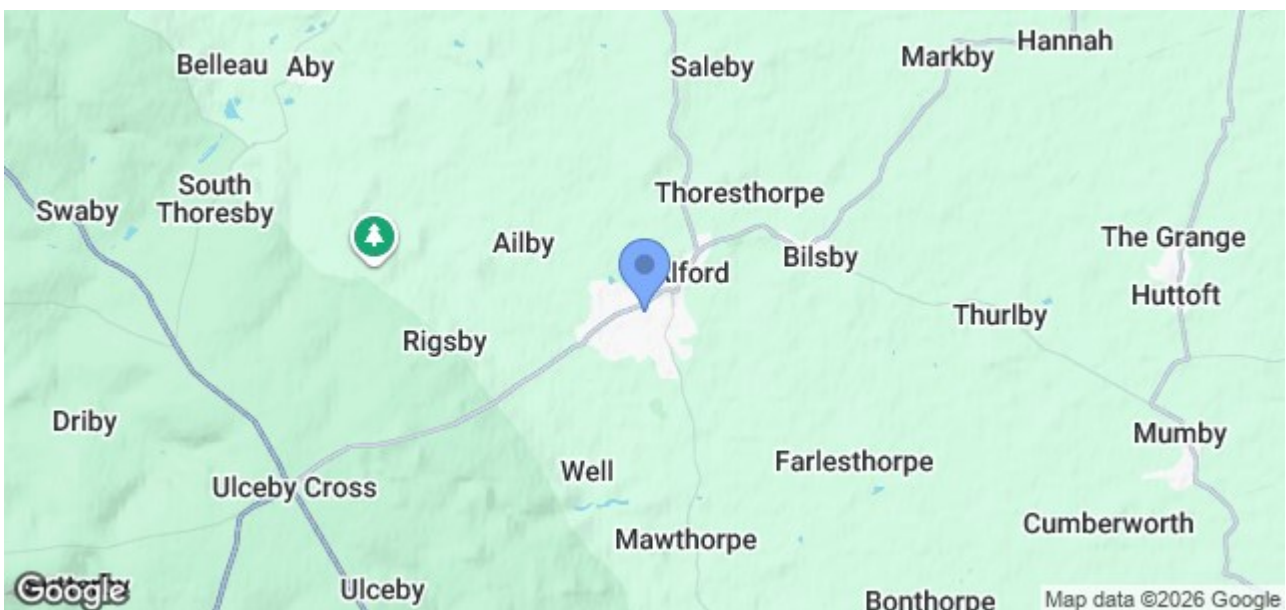 Belleau
Aby
Saleby
Markby
Hannah
South
Thoresby
Swaby
Thoresthorpe
Ailby
Bilsby
The Grange
lford
Huttoft
Thurlby
Rigsby
Driby
Mumby
Well
Farlesthorpe
Ulceby Cross
Cumberworth
Mawthorpe
Ulceby
Google
Bonthorpe
Map data ©2026 Google